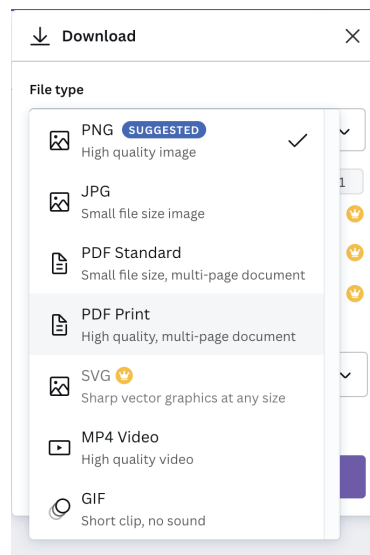 Download
File type
PNG SUGGESTED
High quality image
1
JPG
Small file size image
PDF Standard
Small file size, multi-page document
PDF Print
High quality, multi-page document
SVG
Sharp vector graphics at any size
MP4 Video
High quality video
GIF
Short clip, no sound